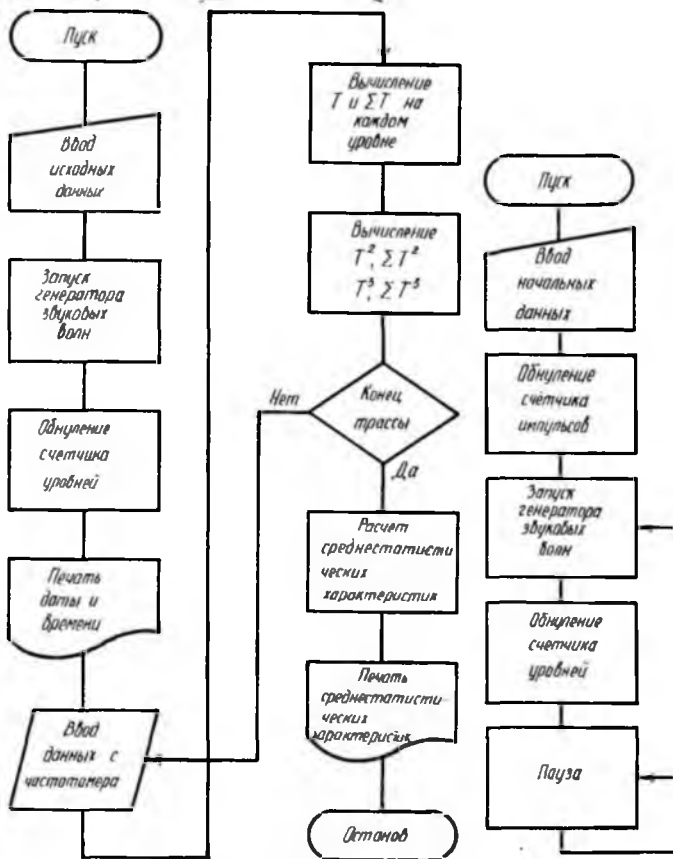 Пуск
Ввод
исходных
данных
Запуск
генератора
звуковых
волн
Обнуление
счетчика
уровней
Печать
даты и
времени
Ввод
данных с
частотомера
Вычисление
T и ΣT на
каждом
уровне
Вычисление
T², ΣT²
T³, ΣT³
Нет
Конец
трассы
Да
Расчет
среднестатисти
ческих
характеристик
Печать
среднестатисти
ческих
характеристик
Останов
Пуск
Ввод
начальных
данных
Обнуление
счетчика
импульсов
Запуск
генератора
звуковых
волн
Обнуление
счетчика
уровней
Пауза